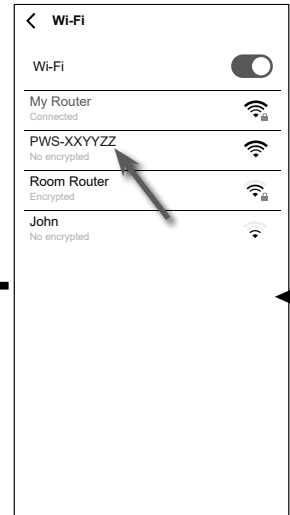 Wi-Fi
Wi-Fi
My Router
Connected
PWS-XXYYZZ
No encrypted
Room Router
Encrypted
John
No encrypted